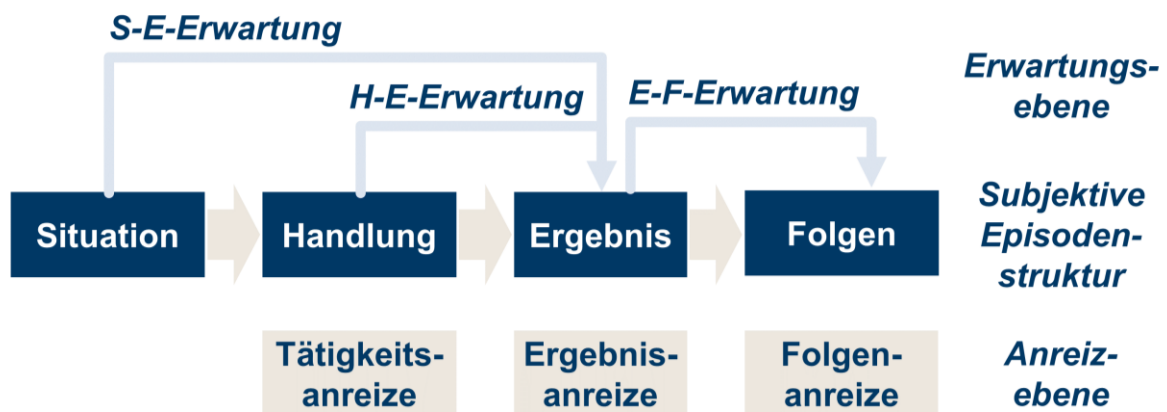 S-E-Erwartung
H-E-Erwartung
E-F-Erwartung
Erwartungs-
ebene
Situation
Handlung
Ergebnis
Folgen
Subjektive
Episoden-
struktur
Tätigkeits-
anreize
Ergebnis-
anreize
Folgen-
anreize
Anreiz-
ebene